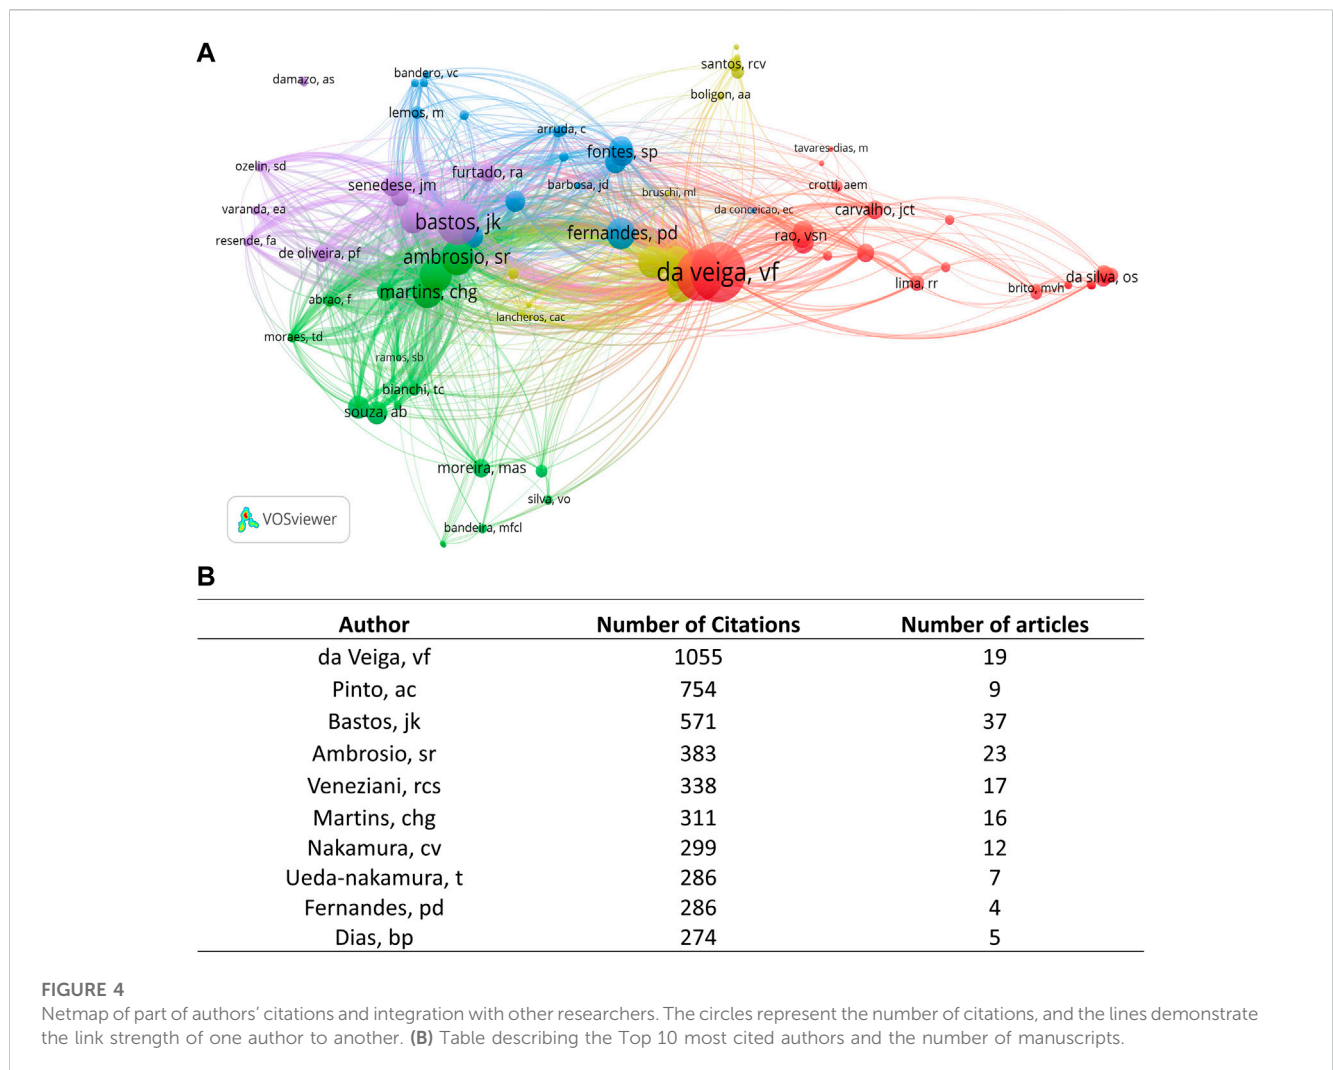 A
damazo, as
bandero, vc
santos, rcv
boligon, aa
lemos, m
arruda, c
tavares-dias, m
ozelin, sd
furtado, ra
fontes, sp
senedese, jm
barbosa, jd
bruschi, ml
crotti, aem
varanda, ea
bastos, jk
da conceicao, ec
carvalho, jct
resende, fa
fernandes, pd
rao, vsn
de oliveira, pf
ambrosio, sr
da veiga, vf
da silva, os
abrao, f
martins, chg
lima, rr
brito, mvh
lancheros, cac
moraes, td
ramos, sb
bianchi, tc
souza, ab
moreira, mas
silva, vo
bandeira, mfcl
VOSviewer
B
Author Number of Citations Number of articles
da Veiga, vf 1055 19
Pinto, ac 754 9
Bastos, jk 571 37
Ambrosio, sr 383 23
Veneziani, rcs 338 17
Martins, chg 311 16
Nakamura, cv 299 12
Ueda-nakamura, t 286 7
Fernandes, pd 286 4
Dias, bp 274 5
FIGURE 4
Netmap of part of authors' citations and integration with other researchers. The circles represent the number of citations, and the lines demonstrate
the link strength of one author to another. (B) Table describing the Top 10 most cited authors and the number of manuscripts.